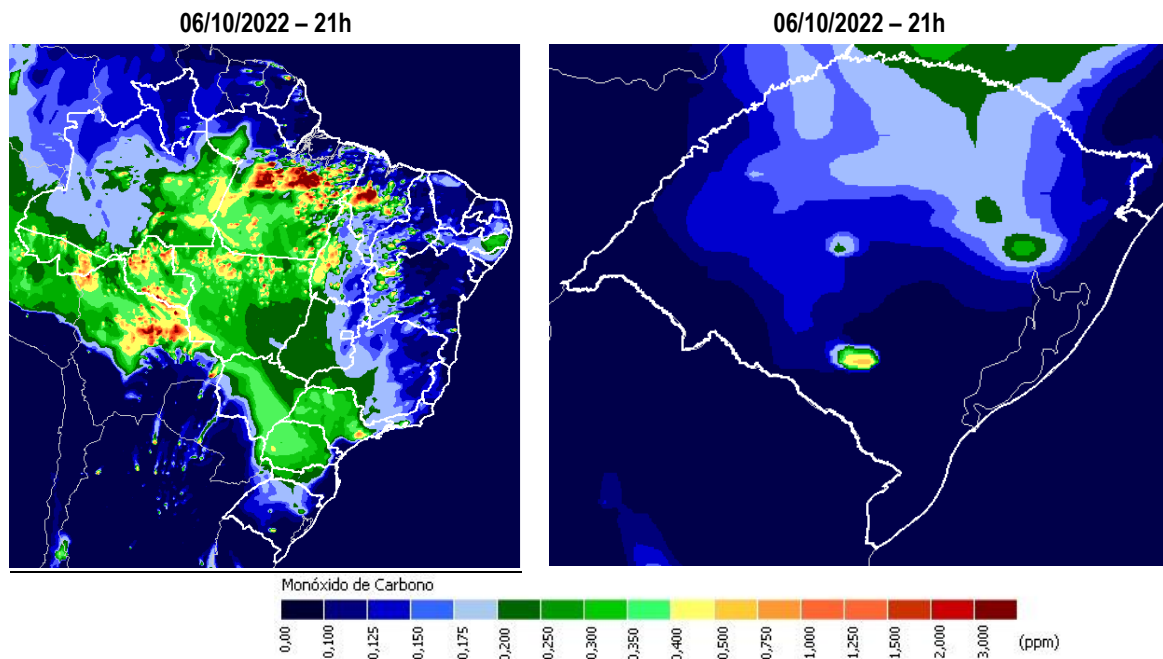 06/10/2022 – 21h
06/10/2022 – 21h
Monóxido de Carbono
0,00 0,100 0,125 0,150 0,175 0,200 0,250 0,300 0,350 0,400 0,500 0,750 1,000 1,250 1,500 2,000 3,000 (ppm)